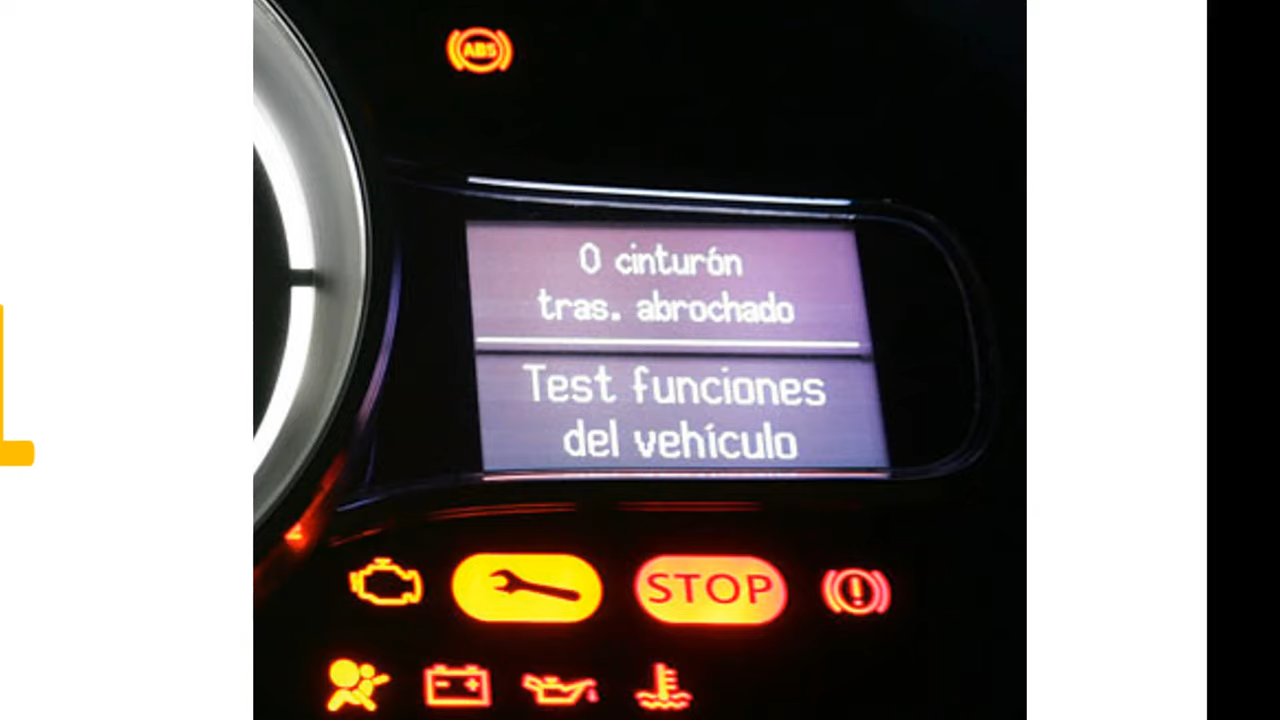 ABS
0 cinturón
tras. abrochado
Test funciones
del vehículo
STOP